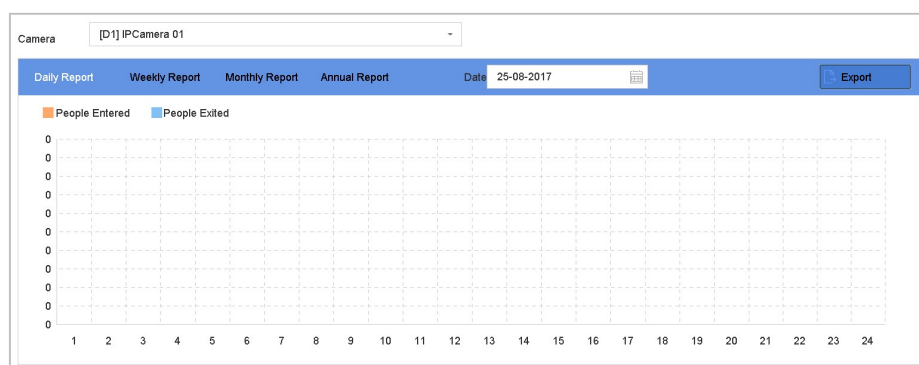 Camera [D1] IPCamera 01
Daily Report Weekly Report Monthly Report Annual Report Date 25-08-2017 Export
People Entered People Exited
0
0
0
0
0
0
0
0
0
0
0
1 2 3 4 5 6 7 8 9 10 11 12 13 14 15 16 17 18 19 20 21 22 23 24